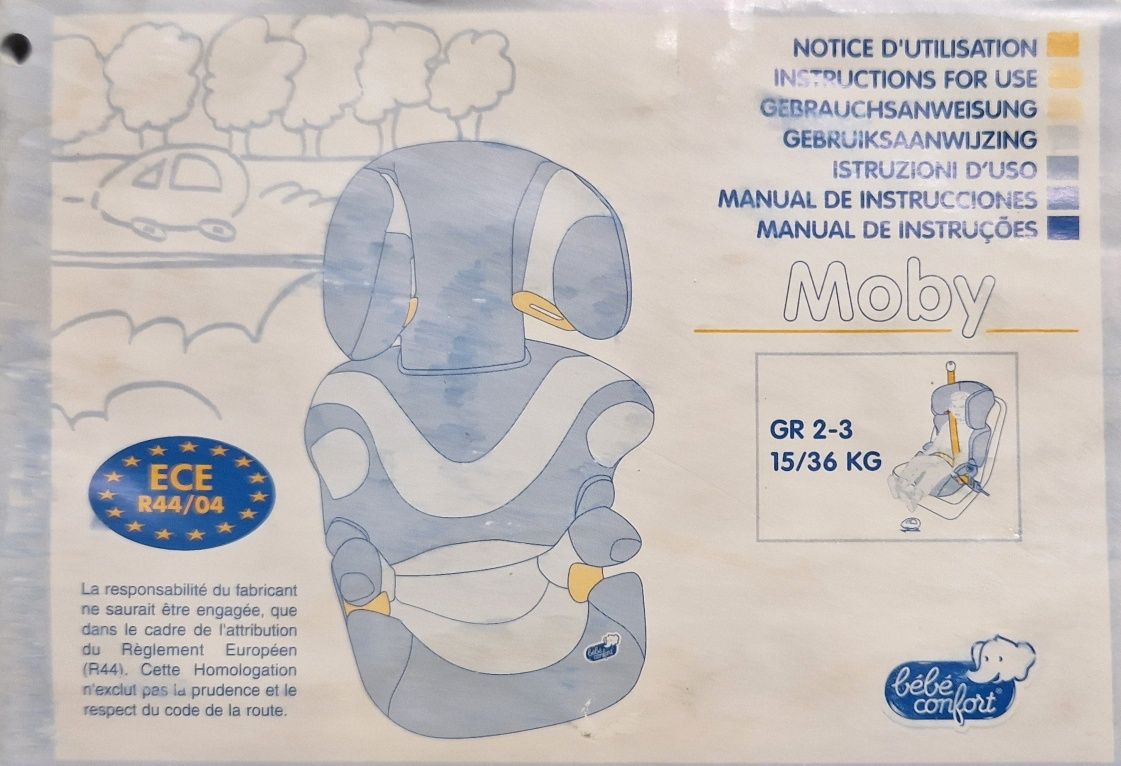 NOTICE D'UTILISATION
INSTRUCTIONS FOR USE
GEBRAUCHSANWEISUNG
GEBRUIKSAANWIJZING
ISTRUZIONI D'USO
MANUAL DE INSTRUCCIONES
MANUAL DE INSTRUÇÕES
Moby
GR 2-3
15/36 KG
ECE
R44/04
La responsabilité du fabricant
ne saurait être engagée, que
dans le cadre de l'attribution
du Règlement Européen
(R44). Cette Homologation
n'exclut pas la prudence et le
respect du code de la route.
bébé
confort
bébé
confort®